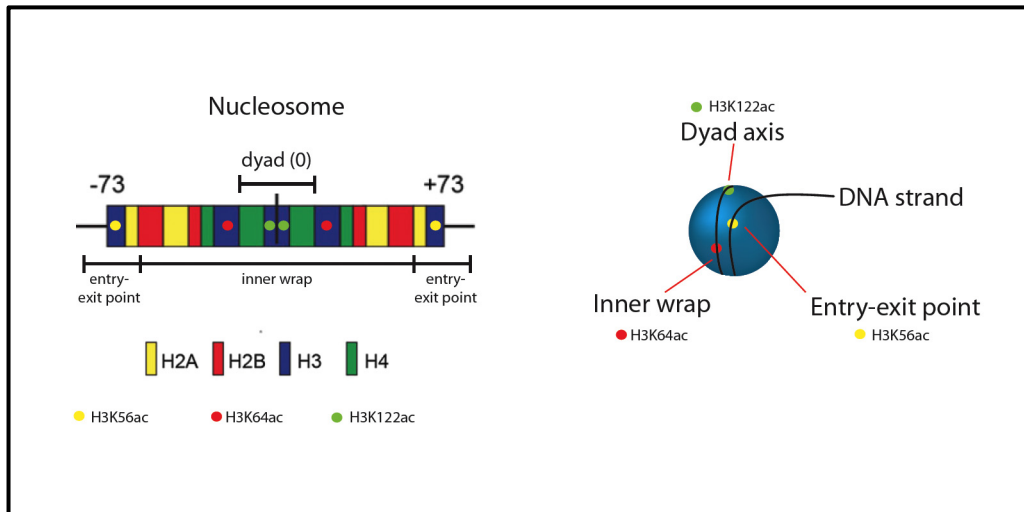 Nucleosome
dyad (0)
-73
+73
entry-
exit point
inner wrap
entry-
exit point
H2A
H2B
H3
H4
H3K56ac
H3K64ac
H3K122ac
H3K122ac
Dyad axis
DNA strand
Inner wrap
H3K64ac
Entry-exit point
H3K56ac